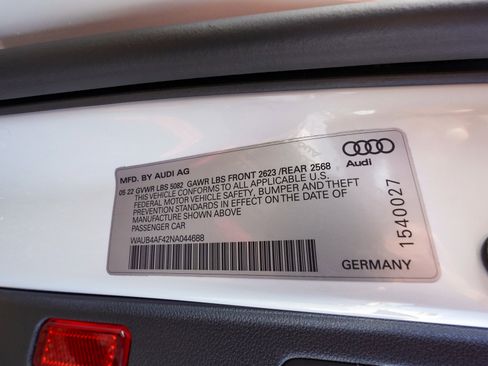 MFD. BY AUDI AG
05 22 GVWR LBS 5082 GAWR LBS FRONT 2623 /REAR 2568
THIS VEHICLE CONFORMS TO ALL APPLICABLE U.S.
FEDERAL MOTOR VEHICLE SAFETY, BUMPER AND THEFT
PREVENTION STANDARDS IN EFFECT ON THE DATE OF
MANUFACTURE SHOWN ABOVE
PASSENGER CAR
WAUB4AF42NA044688
Audi
1540027
GERMANY